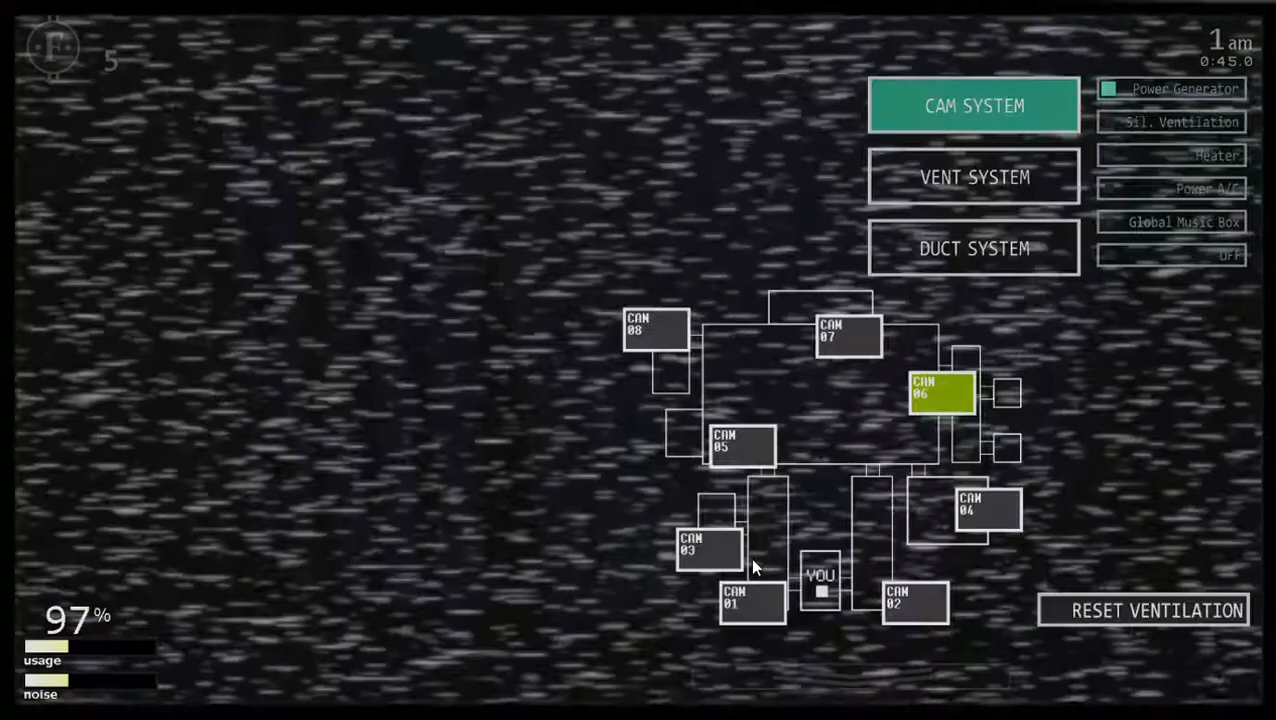 F 5
1 am
0:45.0
CAM SYSTEM
Power Generator
Sil. Ventilation
VENT SYSTEM
Heater
Power A/C
DUCT SYSTEM
Global Music Box
OFF
CAM
08
CAM
07
CAM
06
CAM
05
CAM
04
CAM
03
YOU
CAM
01
CAM
02
RESET VENTILATION
97%
usage
noise